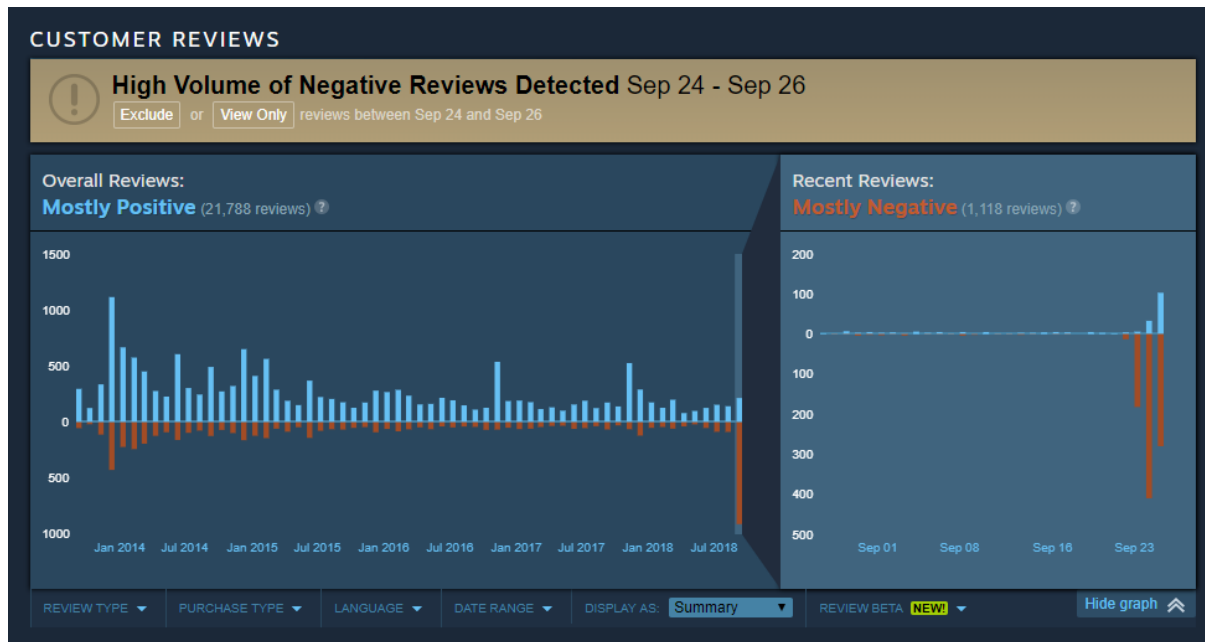 CUSTOMER REVIEWS
High Volume of Negative Reviews Detected Sep 24 - Sep 26
Exclude or View Only reviews between Sep 24 and Sep 26
Overall Reviews:
Mostly Positive (21,788 reviews) ?
1500
1000
500
0
500
1000
Jan 2014 Jul 2014 Jan 2015 Jul 2015 Jan 2016 Jul 2016 Jan 2017 Jul 2017 Jan 2018 Jul 2018
Recent Reviews:
Mostly Negative (1,118 reviews) ?
200
100
0
100
200
300
400
500
Sep 01 Sep 08 Sep 16 Sep 23
REVIEW TYPE PURCHASE TYPE LANGUAGE DATE RANGE DISPLAY AS: Summary REVIEW BETA NEW! Hide graph